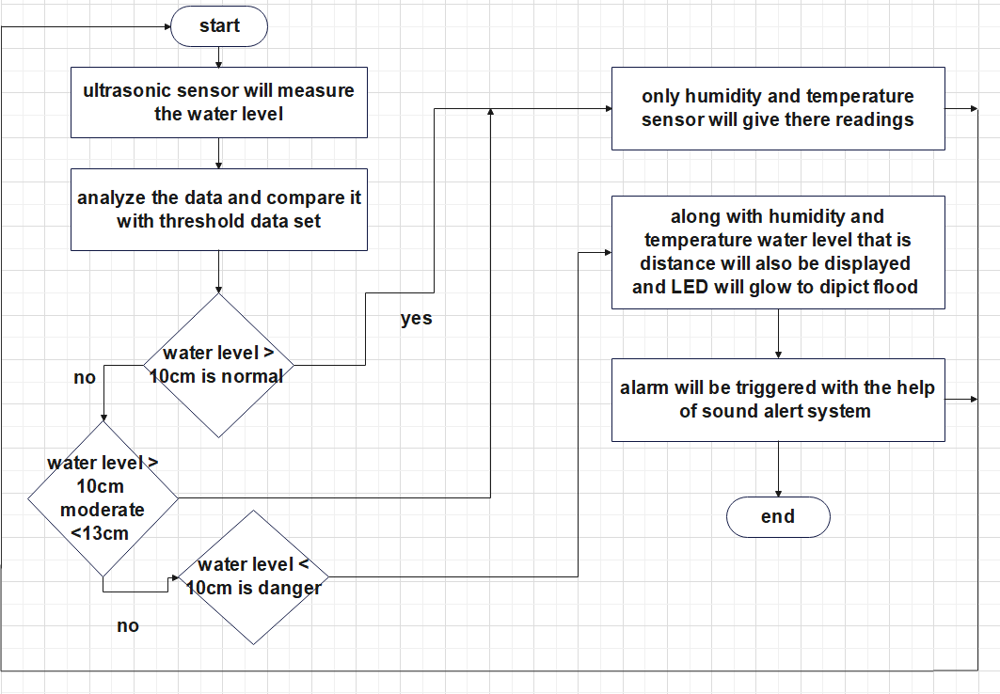 start
ultrasonic sensor will measure
the water level
analyze the data and compare it
with threshold data set
water level >
10cm is normal
yes
no
water level >
10cm
moderate
<13cm
no
water level <
10cm is danger
only humidity and temperature
sensor will give there readings
along with humidity and
temperature water level that is
distance will also be displayed
and LED will glow to dipict flood
alarm will be triggered with the help
of sound alert system
end